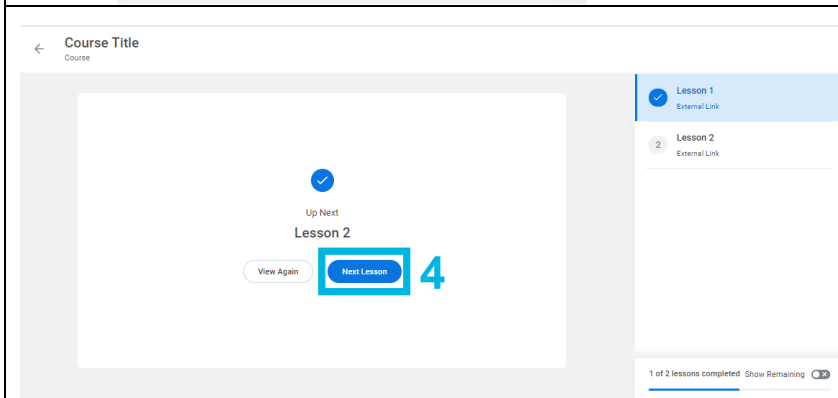 Course Title
Course
Up Next
Lesson 2
View Again
Next Lesson
4
Lesson 1
External Link
2
Lesson 2
External Link
1 of 2 lessons completed Show Remaining